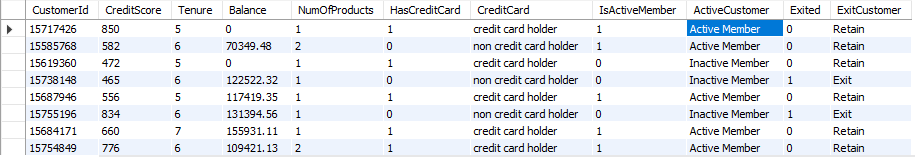 CustomerId CreditScore Tenure Balance NumOfProducts HasCreditCard CreditCard IsActiveMember ActiveCustomer Exited ExitCustomer
15717426 850 5 0 1 1 credit card holder 1 Active Member 0 Retain
15585768 582 6 70349.48 2 0 non credit card holder 1 Active Member 0 Retain
15619360 472 5 0 1 1 credit card holder 0 Inactive Member 0 Retain
15738148 465 6 122522.32 1 0 non credit card holder 0 Inactive Member 1 Exit
15687946 556 5 117419.35 1 1 credit card holder 1 Active Member 0 Retain
15755196 834 6 131394.56 1 0 non credit card holder 0 Inactive Member 1 Exit
15684171 660 7 155931.11 1 1 credit card holder 1 Active Member 0 Retain
15754849 776 6 109421.13 2 1 credit card holder 1 Active Member 0 Retain